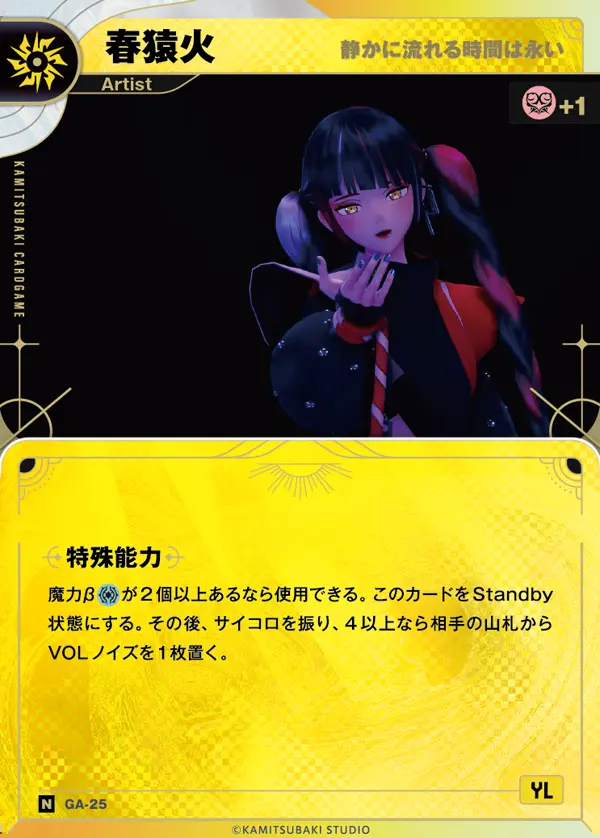 春猿火
静かに流れる時間は永い
Artist
+1
KAMITSUBAKI CARDGAME
特殊能力
魔力βが2個以上あるなら使用できる。このカードをStandby
状態にする。その後、サイコロを振り、4以上なら相手の山札から
VOLノイズを1枚置く。
YL
N GA-25
©KAMITSUBAKI STUDIO